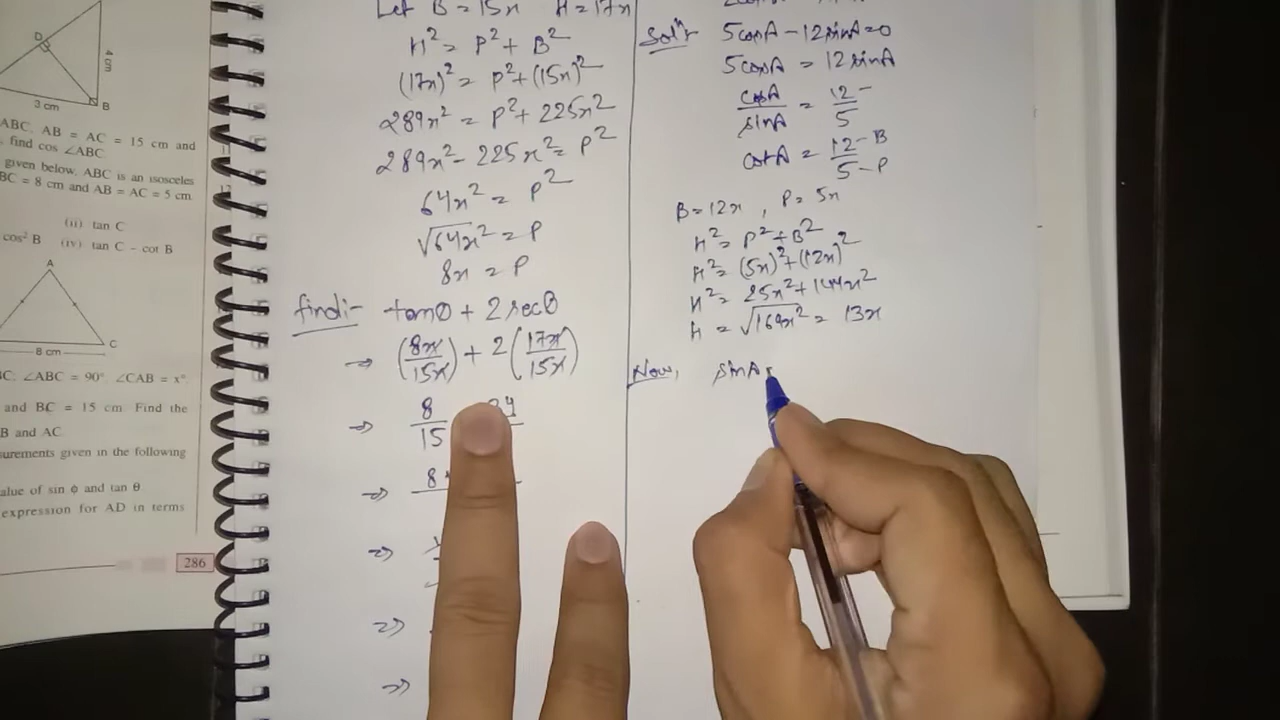 D
4 cm
3 cm
B
ABC, AB = AC = 15 cm and
find cos ∠ABC.
given below, ABC is an isosceles
BC = 8 cm and AB = AC = 5 cm
(ii) tan C
cos² B (iv) tan C - cot B
A
C
8 cm
∠ABC = 90°, ∠CAB = x°
and BC = 15 cm. Find the
B and AC.
given in the following
value of sin φ and tan θ
expression for AD in terms
286
Let B = 15x H = 17x
H² = P² + B²
(17x)² = P² + (15x)²
289x² = P² + 225x²
289x² - 225x² = P²
64x² = P²
√64x² = P
8x = P
find:- tanθ + 2 secθ
⇒ (8x/15x) + 2 (17x/15x)
⇒ 8/15
⇒ 8
⇒
⇒
⇒
Solⁿ 5cosA - 12sinA = 0
5cosA = 12sinA
cosA/sinA = 12/5
cotA = 12/5 - B - P
B = 12x , P = 5x
H² = P² + B²
H² = (5x)² + (12x)²
H² = 25x² + 144x²
H = √169x² = 13x
Now, sinA